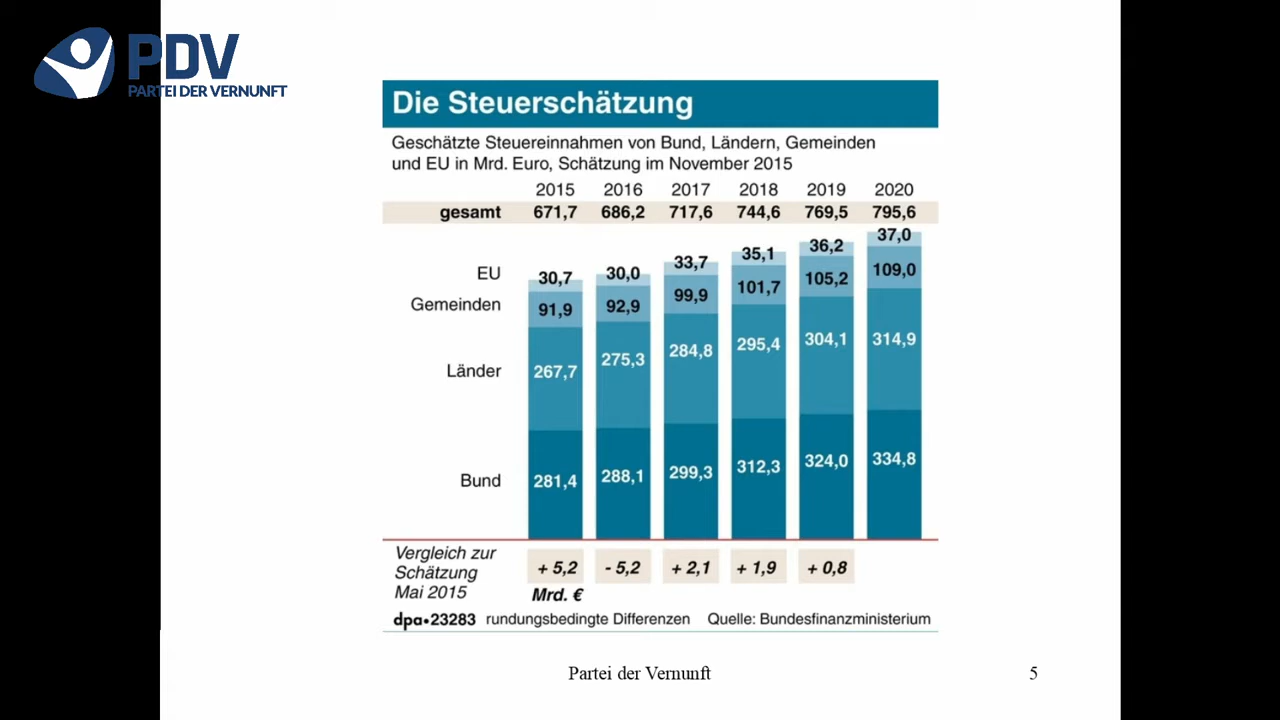 PDV
PARTEI DER VERNUNFT
Die Steuerschätzung
Geschätzte Steuereinnahmen von Bund, Ländern, Gemeinden
und EU in Mrd. Euro, Schätzung im November 2015
2015 2016 2017 2018 2019 2020
gesamt 671,7 686,2 717,6 744,6 769,5 795,6
EU 30,7 30,0 33,7 35,1 36,2 37,0
Gemeinden 91,9 92,9 99,9 101,7 105,2 109,0
Länder 267,7 275,3 284,8 295,4 304,1 314,9
Bund 281,4 288,1 299,3 312,3 324,0 334,8
Vergleich zur
Schätzung + 5,2 - 5,2 + 2,1 + 1,9 + 0,8
Mai 2015 Mrd. €
dpa•23283 rundungsbedingte Differenzen Quelle: Bundesfinanzministerium
Partei der Vernunft 5